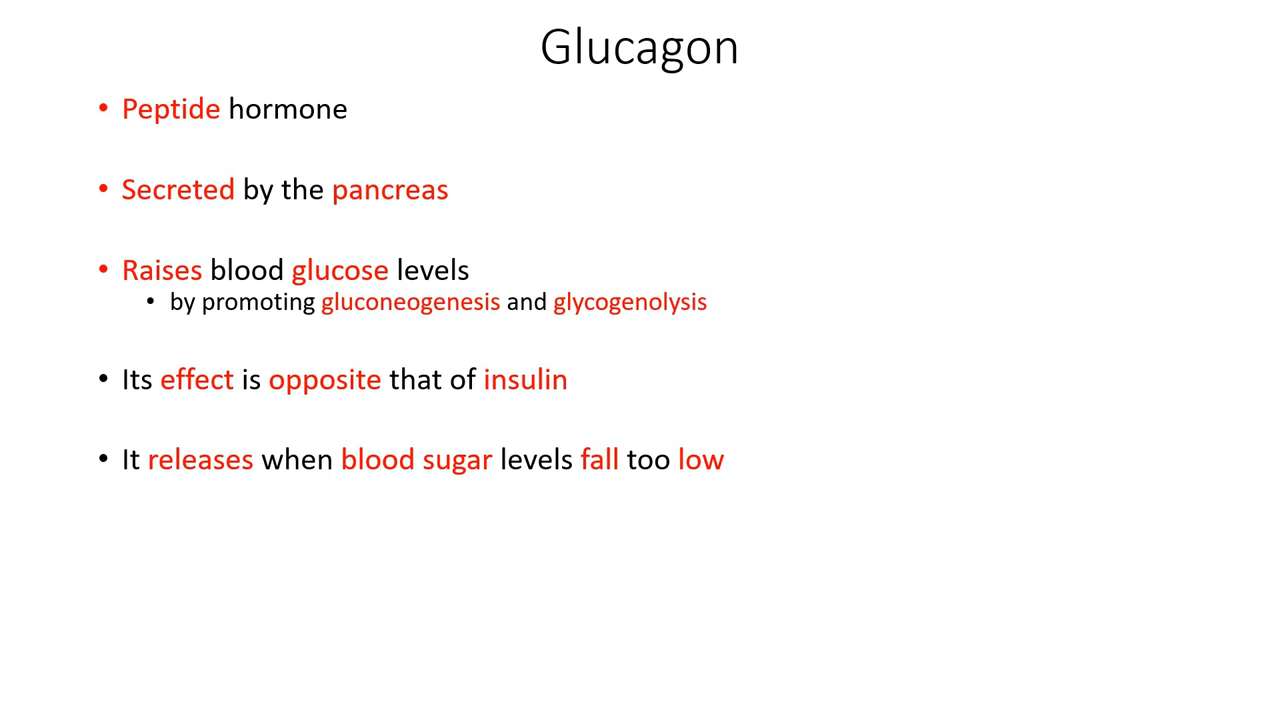 Glucagon
• Peptide hormone
• Secreted by the pancreas
• Raises blood glucose levels
• by promoting gluconeogenesis and glycogenolysis
• Its effect is opposite that of insulin
• It releases when blood sugar levels fall too low